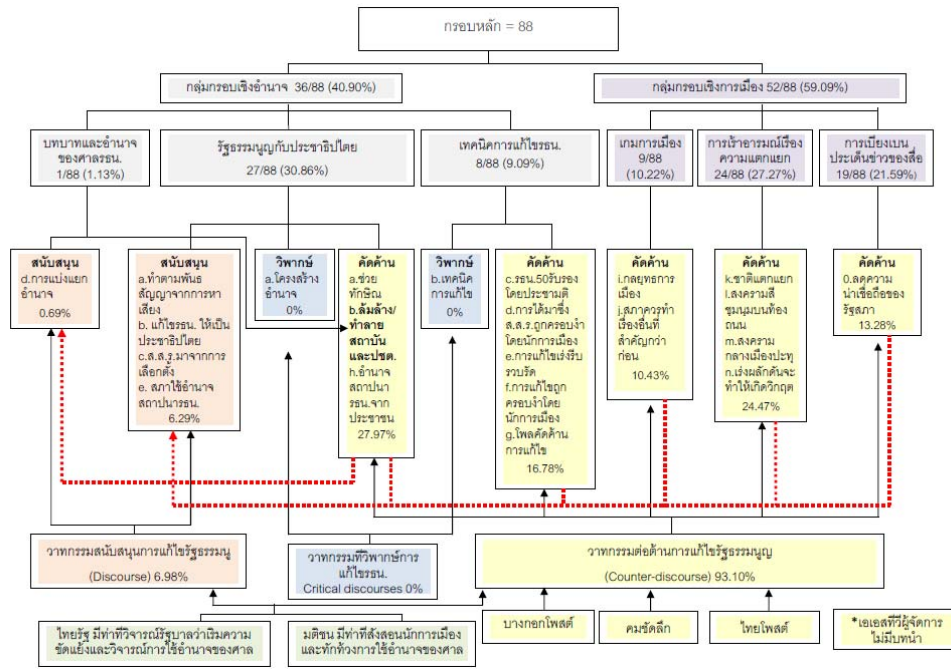 กรอบหลัก = 88
กลุ่มกรอบเชิงอำนาจ 36/88 (40.90%)
กลุ่มกรอบเชิงการเมือง 52/88 (59.09%)
บทบาทและอำนาจ
ของศาลรธน.
1/88 (1.13%)
รัฐธรรมนูญกับประชาธิปไตย
27/88 (30.86%)
เทคนิคการแก้ไขรธน.
8/88 (9.09%)
เกมการเมือง
9/88
(10.22%)
การเร้าอารมณ์เรื่อง
ความแตกแยก
24/88 (27.27%)
การเบี่ยงเบน
ประเด็นข่าวของสื่อ
19/88 (21.59%)
สนับสนุน
d.การแบ่งแยก
อำนาจ
0.69%
สนับสนุน
a.ทำตามพันธ
สัญญาจากการหา
เสียง
b. แก้ไขรธน. ให้เป็น
ประชาธิปไตย
c.ส.ส.ร.มาจากการ
เลือกตั้ง
e. สภาใช้อำนาจ
สถาปนารธน.
6.29%
วิพากษ์
a.โครงสร้าง
อำนาจ
0%
คัดค้าน
a.ช่วย
ทักษิณ
b.ล้มล้าง/
ทำลาย
สถาบัน
และปชต.
h.อำนาจ
สถาปนา
รธน.จาก
ประชาชน
27.97%
วิพากษ์
b.เทคนิค
การแก้ไข
0%
คัดค้าน
c.รธน.50รับรอง
โดยประชามติ
d.การได้มาซึ่ง
ส.ส.ร.ถูกครอบงำ
โดยนักการเมือง
e.การแก้ไขเร่งรีบ
รวบรัด
f.การแก้ไขถูก
ครอบงำโดย
นักการเมือง
g.โพลคัดค้าน
การแก้ไข
16.78%
คัดค้าน
i.กลยุทธการ
เมือง
j.สภาควรทำ
เรื่องอื่นที่
สำคัญกว่า
ก่อน
10.43%
คัดค้าน
k.ชาติแตกแยก
l.สงครามสี
ชุมนุมบนท้อง
ถนน
m.สงคราม
กลางเมืองปะทุ
n.เร่งผลักดันจะ
ทำให้เกิดวิกฤต
24.47%
คัดค้าน
0.ลดความ
น่าเชื่อถือของ
รัฐสภา
13.28%
วาทกรรมสนับสนุนการแก้ไขรัฐธรรมนู
(Discourse) 6.98%
วาทกรรมที่วิพากษ์การ
แก้ไขรธน.
Critical discourses 0%
วาทกรรมต่อต้านการแก้ไขรัฐธรรมนูญ
(Counter-discourse) 93.10%
ไทยรัฐ มีท่าทีวิจารณ์รัฐบาลว่าเริมความ
ขัดแย้งและวิจารณ์การใช้อำนาจของศาล
มติชน มีท่าทีสั่งสอนนักการเมือง
และทักท้วงการใช้อำนาจของศาล
บางกอกโพสต์
คมชัดลึก
ไทยโพสต์
*เอเอสทีวีผู้จัดการ
ไม่มีบทนำ